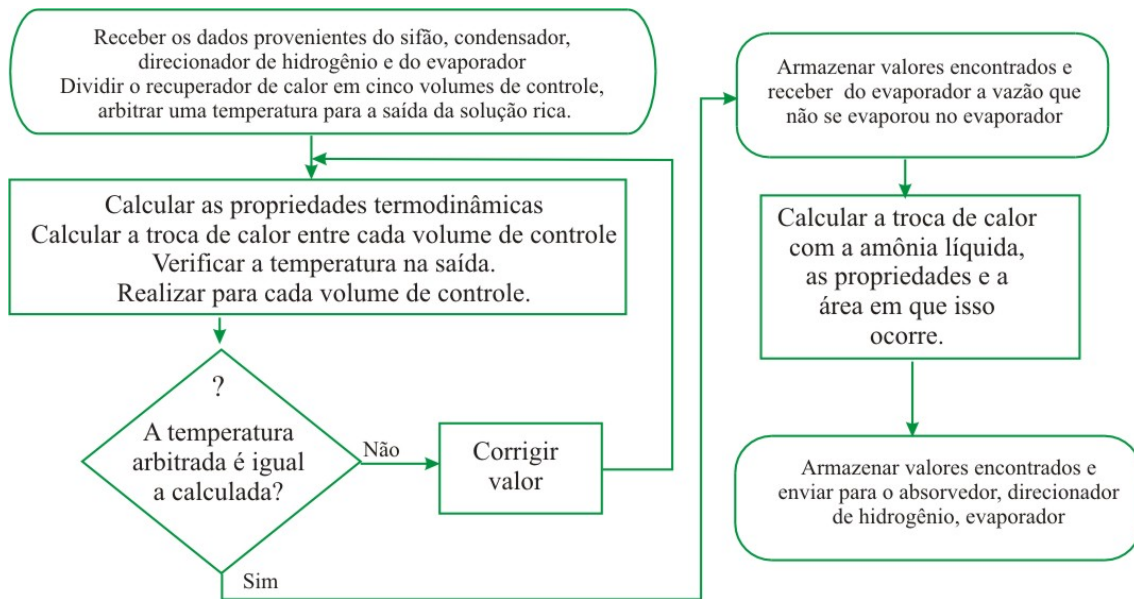 Receber os dados provenientes do sifão, condensador,
direcionador de hidrogênio e do evaporador
Dividir o recuperador de calor em cinco volumes de controle,
arbitrar uma temperatura para a saída da solução rica.
Calcular as propriedades termodinâmicas
Calcular a troca de calor entre cada volume de controle
Verificar a temperatura na saída.
Realizar para cada volume de controle.
?
A temperatura
arbitrada é igual
a calculada?
Não
Corrigir
valor
Sim
Armazenar valores encontrados e
receber do evaporador a vazão que
não se evaporou no evaporador
Calcular a troca de calor
com a amônia líquida,
as propriedades e a
área em que isso
ocorre.
Armazenar valores encontrados e
enviar para o absorvedor, direcionador
de hidrogênio, evaporador